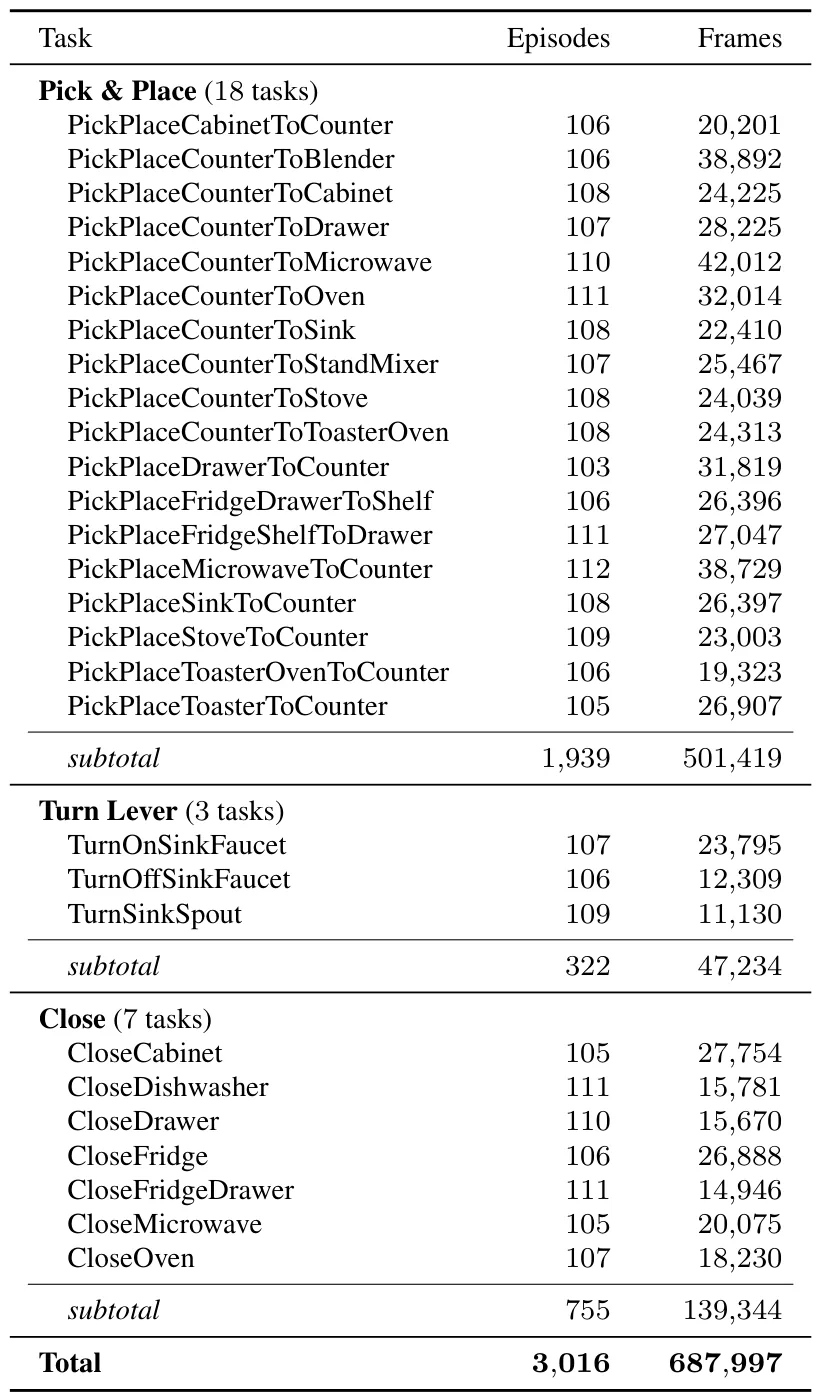 Task Episodes Frames
Pick & Place (18 tasks)
PickPlaceCabinetToCounter 106 20,201
PickPlaceCounterToBlender 106 38,892
PickPlaceCounterToCabinet 108 24,225
PickPlaceCounterToDrawer 107 28,225
PickPlaceCounterToMicrowave 110 42,012
PickPlaceCounterToOven 111 32,014
PickPlaceCounterToSink 108 22,410
PickPlaceCounterToStandMixer 107 25,467
PickPlaceCounterToStove 108 24,039
PickPlaceCounterToToasterOven 108 24,313
PickPlaceDrawerToCounter 103 31,819
PickPlaceFridgeDrawerToShelf 106 26,396
PickPlaceFridgeShelfToDrawer 111 27,047
PickPlaceMicrowaveToCounter 112 38,729
PickPlaceSinkToCounter 108 26,397
PickPlaceStoveToCounter 109 23,003
PickPlaceToasterOvenToCounter 106 19,323
PickPlaceToasterToCounter 105 26,907
subtotal 1,939 501,419
Turn Lever (3 tasks)
TurnOnSinkFaucet 107 23,795
TurnOffSinkFaucet 106 12,309
TurnSinkSpout 109 11,130
subtotal 322 47,234
Close (7 tasks)
CloseCabinet 105 27,754
CloseDishwasher 111 15,781
CloseDrawer 110 15,670
CloseFridge 106 26,888
CloseFridgeDrawer 111 14,946
CloseMicrowave 105 20,075
CloseOven 107 18,230
subtotal 755 139,344
Total 3,016 687,997